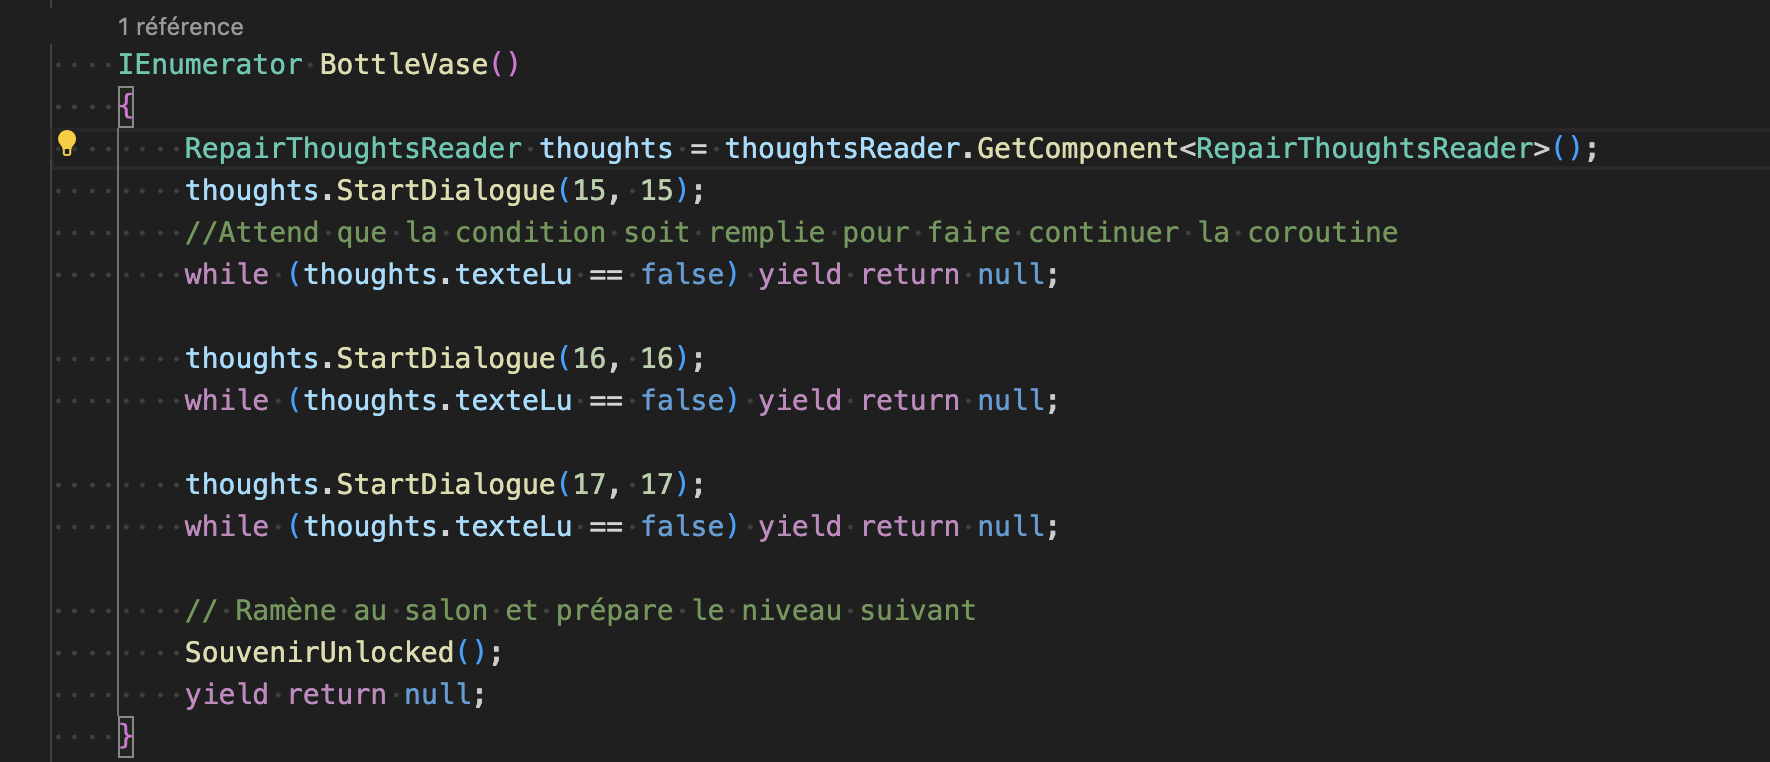 1 référence
IEnumerator BottleVase()
{
RepairThoughtsReader thoughts = thoughtsReader.GetComponent<RepairThoughtsReader>();
thoughts.StartDialogue(15, 15);
//Attend que la condition soit remplie pour faire continuer la coroutine
while (thoughts.texteLu == false) yield return null;
thoughts.StartDialogue(16, 16);
while (thoughts.texteLu == false) yield return null;
thoughts.StartDialogue(17, 17);
while (thoughts.texteLu == false) yield return null;
// Ramène au salon et prépare le niveau suivant
SouvenirUnlocked();
yield return null;
}